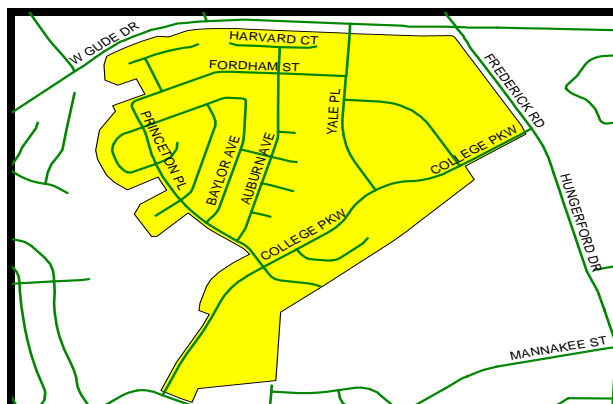 W GUDE DR
HARVARD CT
FORDHAM ST
FREDERICK RD
PRINCETON PL
BAYLOR AVE
AUBURN AVE
YALE PL
COLLEGE PKW
HUNGERFORD DR
COLLEGE PKW
MANNAKEE ST